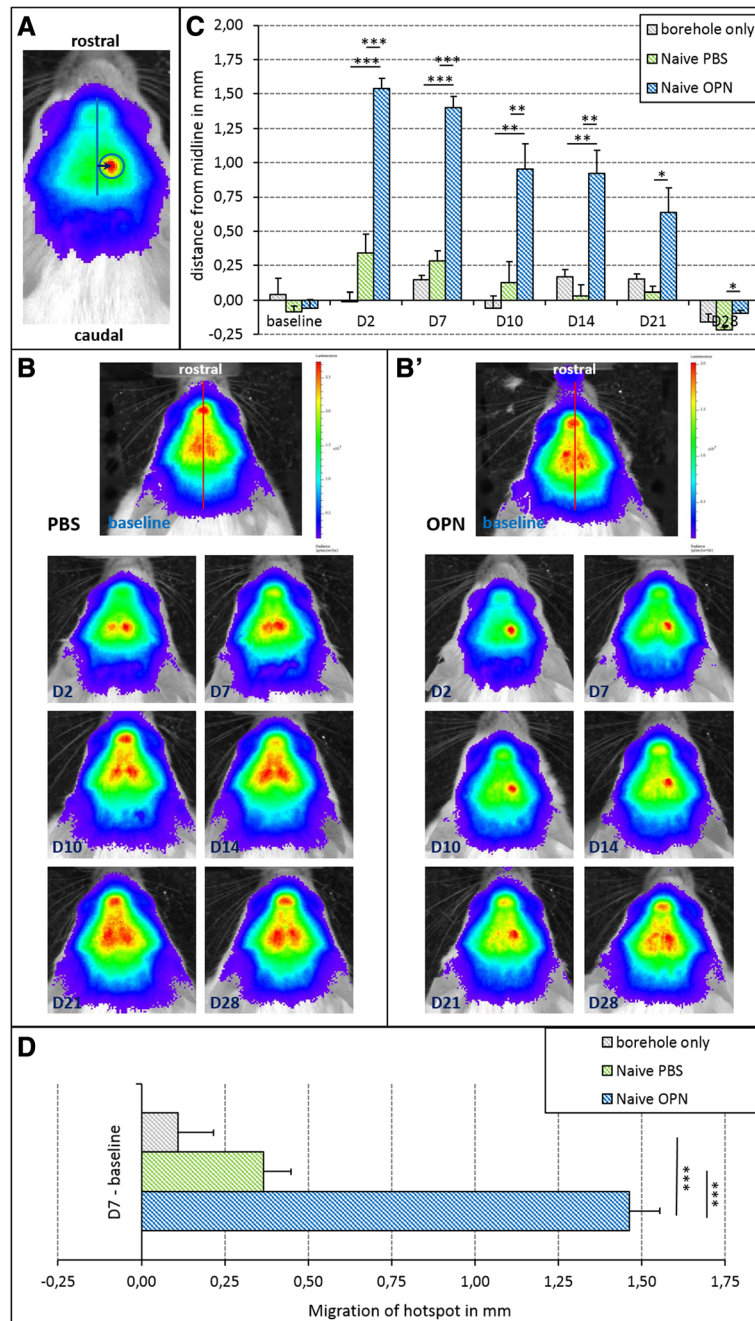 A
rostral
caudal
C
distance from midline in mm
2,00
1,75
1,50
1,25
1,00
0,75
0,50
0,25
0,00
-0,25
borehole only
Naive PBS
Naive OPN
*** *** *** *** ** ** ** ** * *
baseline D2 D7 D10 D14 D21 D28
B
rostral
Luminescence
PBS
baseline
D2 D7
D10 D14
D21 D28
B'
rostral
Luminescence
OPN
baseline
D2 D7
D10 D14
D21 D28
D
borehole only
Naive PBS
Naive OPN
D7 - baseline
***
***
-0,25 0,00 0,25 0,50 0,75 1,00 1,25 1,50 1,75
Migration of hotspot in mm